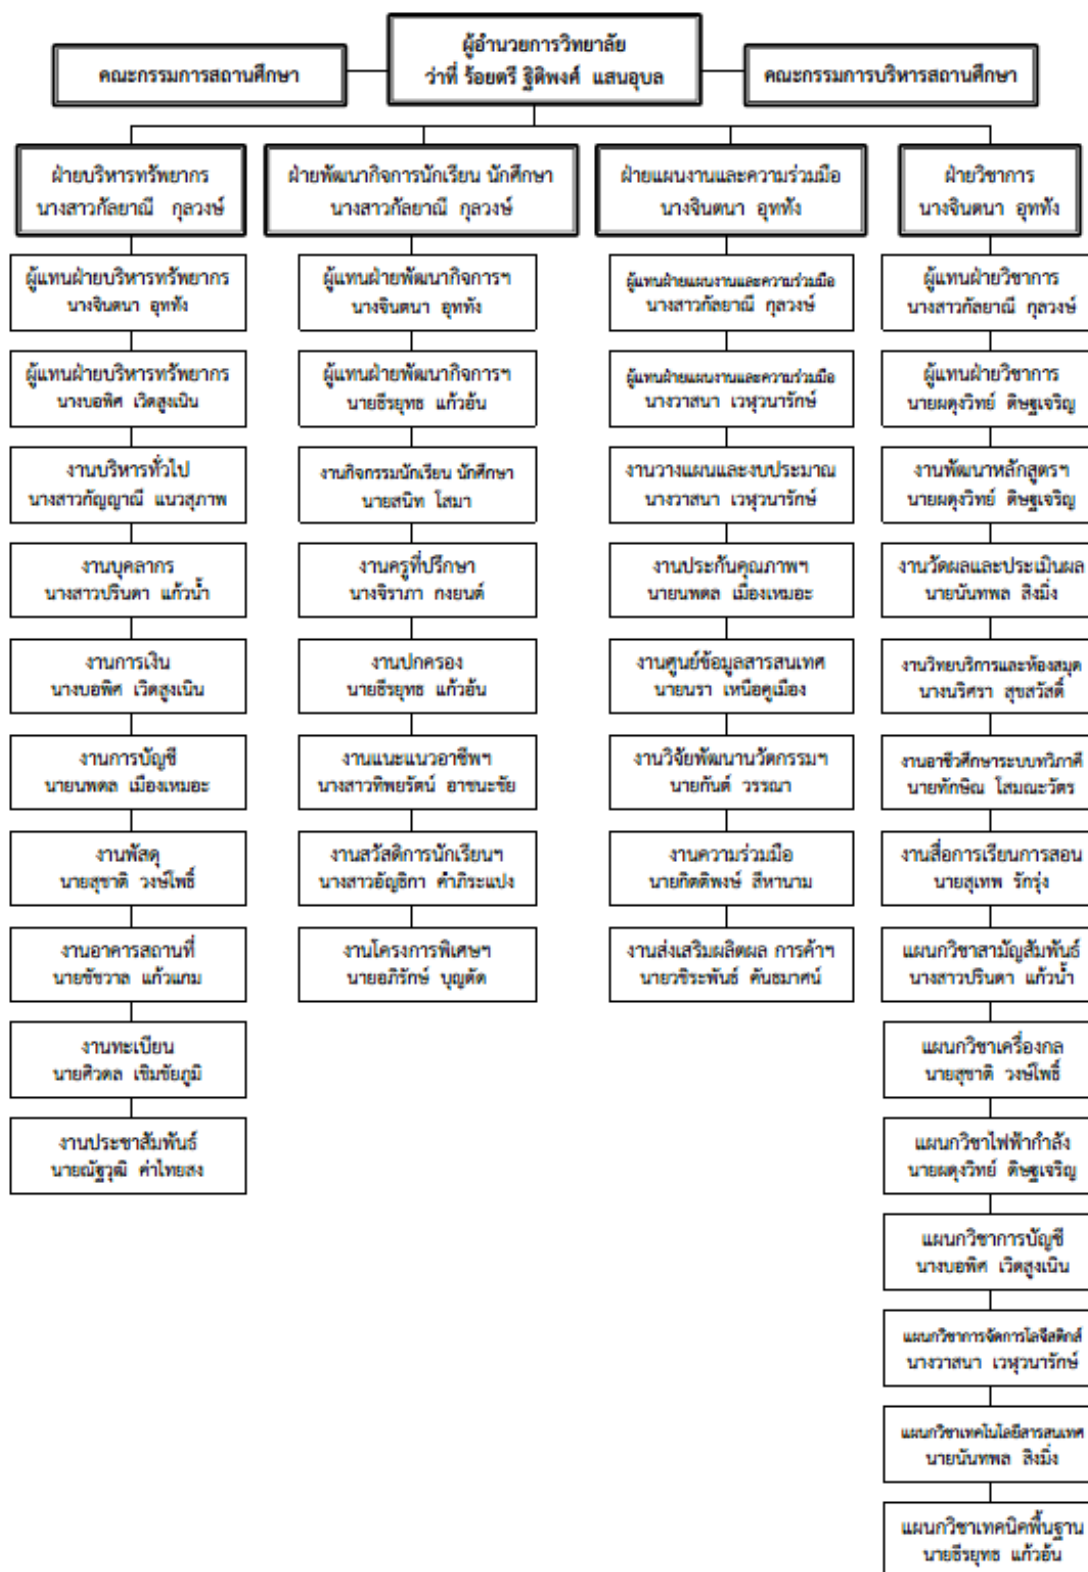 ผู้อำนวยการวิทยาลัย
ว่าที่ ร้อยตรี ฐิติพงศ์ แสนอุบล
คณะกรรมการสถานศึกษา
คณะกรรมการบริหารสถานศึกษา
ฝ่ายบริหารทรัพยากร
นางสาวกัลยาณี กุลวงษ์
ผู้แทนฝ่ายบริหารทรัพยากร
นางจินตนา อุททัง
ผู้แทนฝ่ายบริหารทรัพยากร
นางบอพิศ เวิดสูงเนิน
งานบริหารทั่วไป
นางสาวกัญญาณี แนวสุภาพ
งานบุคลากร
นางสาวปรินดา แก้วน้ำ
งานการเงิน
นางบอพิศ เวิดสูงเนิน
งานการบัญชี
นายนพดล เมืองเหมอะ
งานพัสดุ
นายสุชาติ วงษ์โพธิ์
งานอาคารสถานที่
นายชัชวาล แก้วแกม
งานทะเบียน
นายศิวดล เชิมชัยภูมิ
งานประชาสัมพันธ์
นายณัฐวุฒิ คำไทยสง
ฝ่ายพัฒนากิจการนักเรียน นักศึกษา
นางสาวกัลยาณี กุลวงษ์
ผู้แทนฝ่ายพัฒนากิจการฯ
นางจินตนา อุททัง
ผู้แทนฝ่ายพัฒนากิจการฯ
นายธีรยุทธ แก้วอ้น
งานกิจกรรมนักเรียน นักศึกษา
นายสนิท โสมา
งานครูที่ปรึกษา
นางจิราภา กงยนต์
งานปกครอง
นายธีรยุทธ แก้วอ้น
งานแนะแนวอาชีพฯ
นางสาวทิพยรัตน์ อาชนะชัย
งานสวัสดิการนักเรียนฯ
นางสาวอัญธิกา คำภิระแปง
งานโครงการพิเศษฯ
นายอภิรักษ์ บุญตัด
ฝ่ายแผนงานและความร่วมมือ
นางจินตนา อุททัง
ผู้แทนฝ่ายแผนงานและความร่วมมือ
นางสาวกัลยาณี กุลวงษ์
ผู้แทนฝ่ายแผนงานและความร่วมมือ
นางวาสนา เวฬุวนารักษ์
งานวางแผนและงบประมาณ
นางวาสนา เวฬุวนารักษ์
งานประกันคุณภาพฯ
นายนพดล เมืองเหมอะ
งานศูนย์ข้อมูลสารสนเทศ
นายนรา เหนือคูเมือง
งานวิจัยพัฒนานวัตกรรมฯ
นายกันต์ วรรณา
งานความร่วมมือ
นายกิตติพงษ์ สีหานาม
งานส่งเสริมผลิตผล การค้าฯ
นายวชิระพันธ์ คันธมาศน์
ฝ่ายวิชาการ
นางจินตนา อุททัง
ผู้แทนฝ่ายวิชาการ
นางสาวกัลยาณี กุลวงษ์
ผู้แทนฝ่ายวิชาการ
นายผดุงวิทย์ ดิษฐเจริญ
งานพัฒนาหลักสูตรฯ
นายผดุงวิทย์ ดิษฐเจริญ
งานวัดผลและประเมินผล
นายนันทพล สิงมิ่ง
งานวิทยบริการและห้องสมุด
นางนริศรา สุขสวัสดิ์
งานอาชีวศึกษาระบบทวิภาคี
นายทักษิณ โสมณะวัตร
งานสื่อการเรียนการสอน
นายสุเทพ รักรุ่ง
แผนกวิชาสามัญสัมพันธ์
นางสาวปรินดา แก้วน้ำ
แผนกวิชาเครื่องกล
นายสุชาติ วงษ์โพธิ์
แผนกวิชาไฟฟ้ากำลัง
นายผดุงวิทย์ ดิษฐเจริญ
แผนกวิชาการบัญชี
นางบอพิศ เวิดสูงเนิน
แผนกวิชาการจัดการโลจิสติกส์
นางวาสนา เวฬุวนารักษ์
แผนกวิชาเทคโนโลยีสารสนเทศ
นายนันทพล สิงมิ่ง
แผนกวิชาเทคนิคพื้นฐาน
นายธีรยุทธ แก้วอ้น